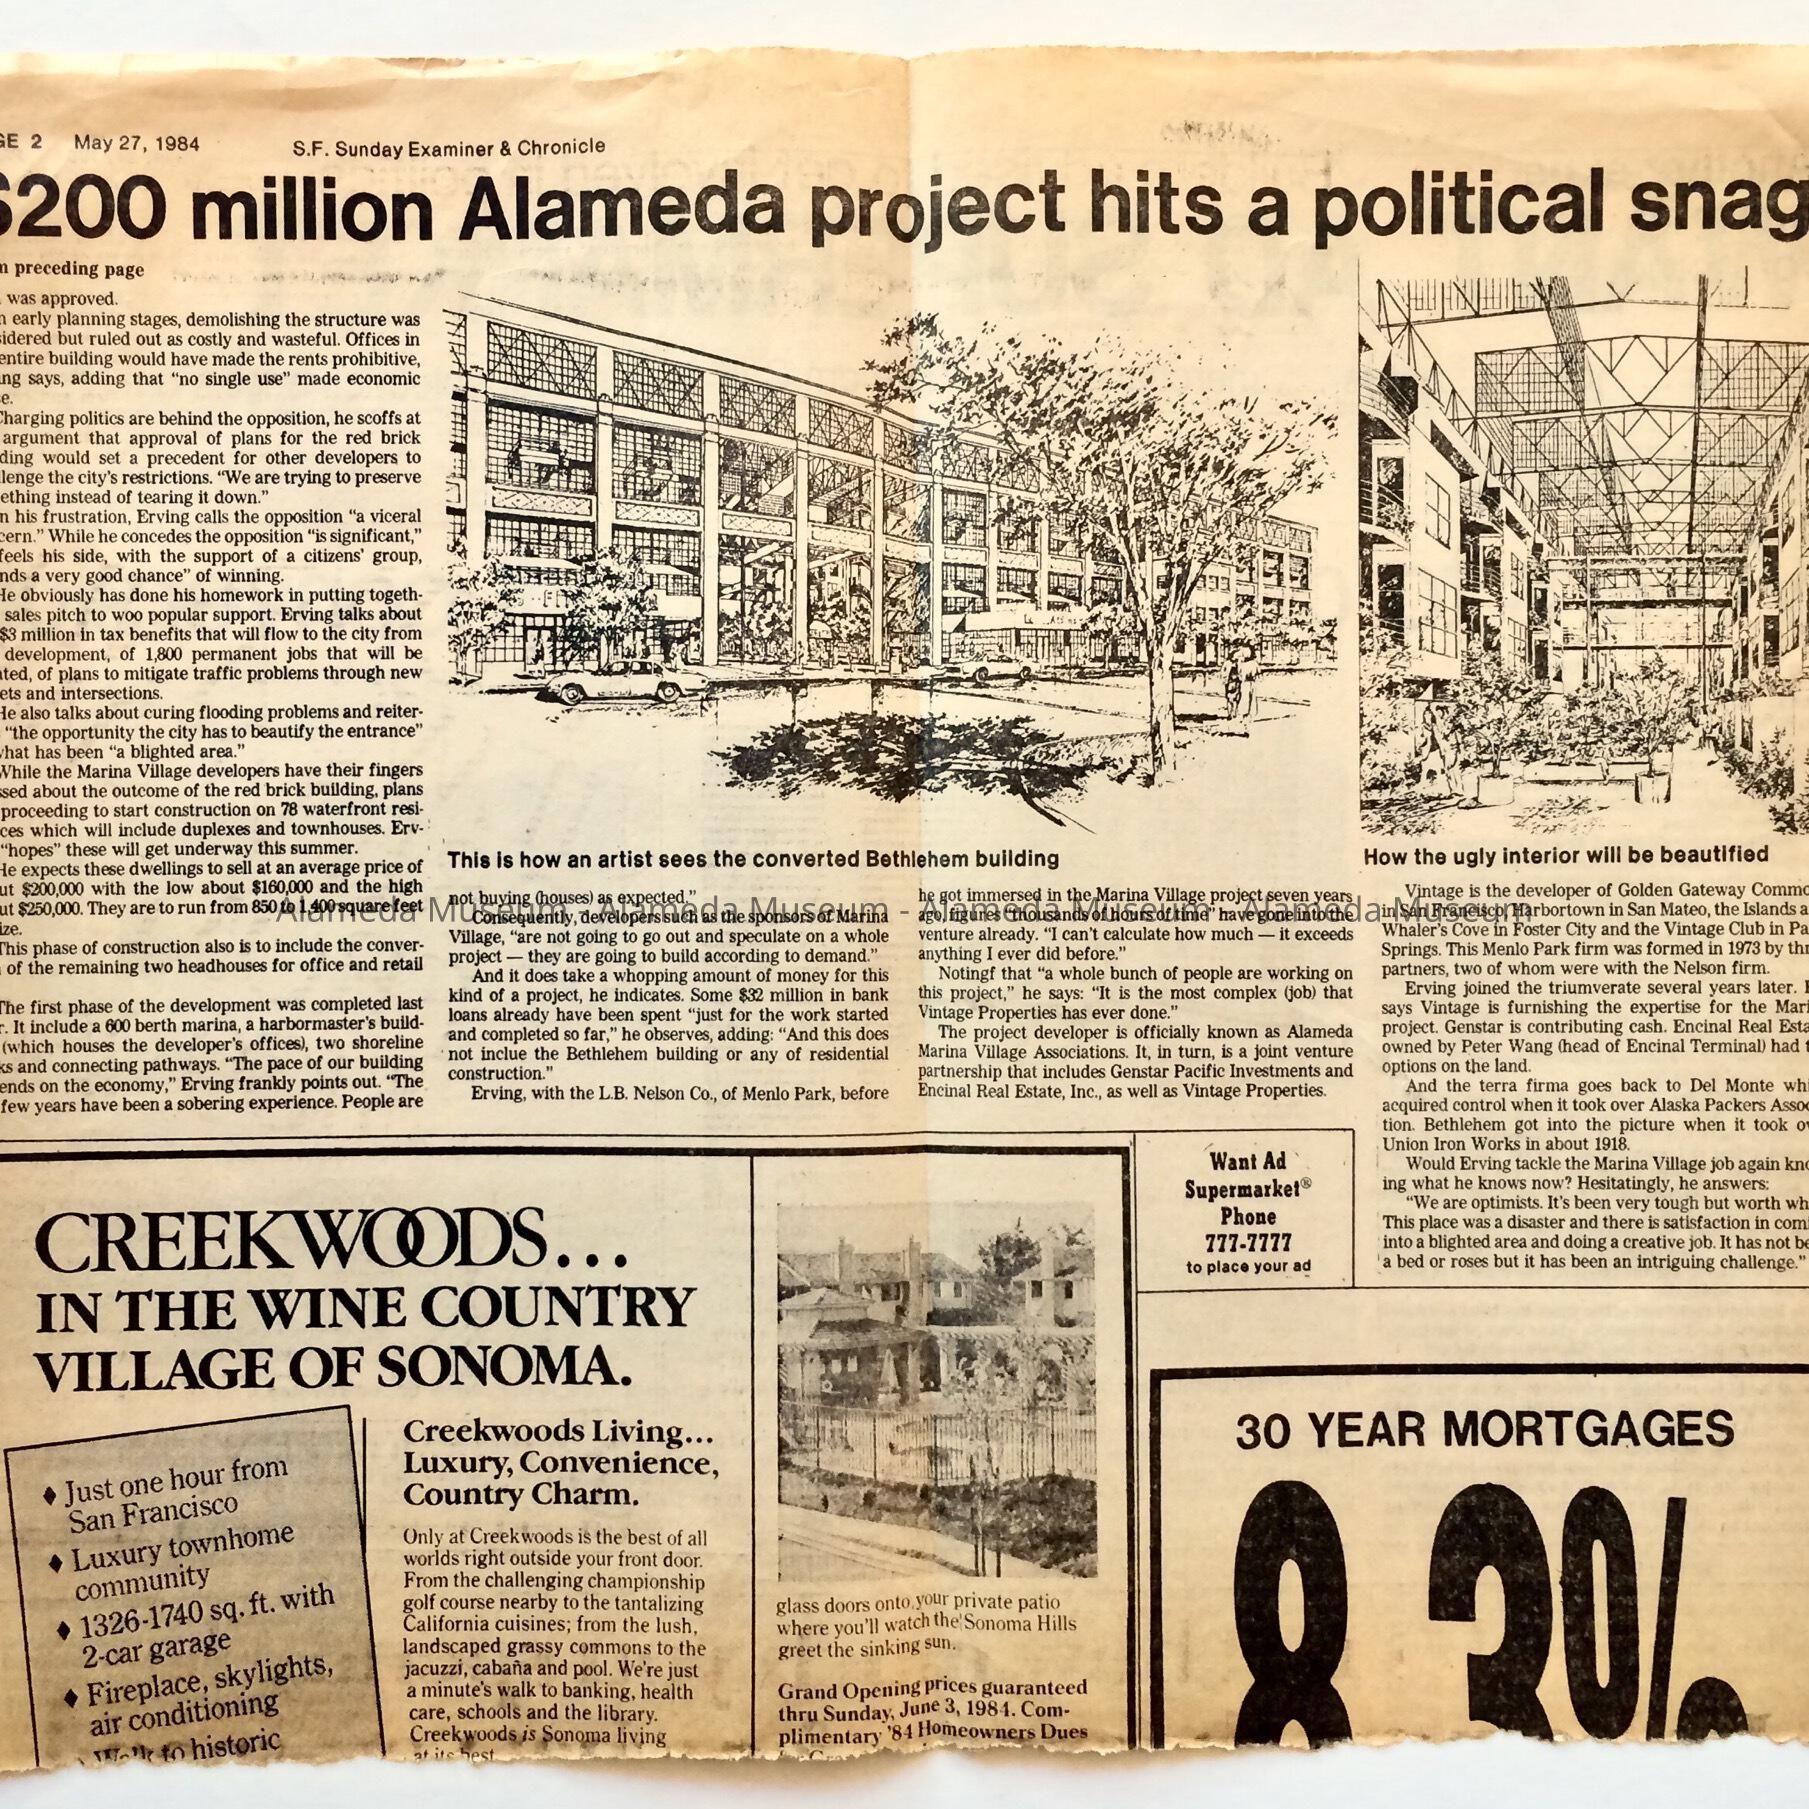 GE 2 May 27, 1984 S.F. Sunday Examiner & Chronicle
$200 million Alameda project hits a political snag
m preceding page
was approved.
n early planning stages, demolishing the structure was
sidered but ruled out as costly and wasteful. Offices in
entire building would have made the rents prohibitive,
ng says, adding that “no single use” made economic
e.
Charging politics are behind the opposition, he scoffs at
argument that approval of plans for the red brick
ding would set a precedent for other developers to
llenge the city's restrictions. “We are trying to preserve
ething instead of tearing it down.”
n his frustration, Erving calls the opposition “a viceral
cern.” While he concedes the opposition “is significant,”
feels his side, with the support of a citizens' group,
nds a very good chance” of winning.
He obviously has done his homework in putting togeth-
sales pitch to woo popular support. Erving talks about
$3 million in tax benefits that will flow to the city from
development, of 1,800 permanent jobs that will be
ated, of plans to mitigate traffic problems through new
ets and intersections.
He also talks about curing flooding problems and reiter-
“the opportunity the city has to beautify the entrance”
what has been “a blighted area.”
While the Marina Village developers have their fingers
ssed about the outcome of the red brick building, plans
proceeding to start construction on 78 waterfront resi-
ces which will include duplexes and townhouses. Erv-
“hopes” these will get underway this summer.
He expects these dwellings to sell at an average price of
ut $200,000 with the low about $160,000 and the high
ut $250,000. They are to run from 850 to 1,400 square feet
ize.
This phase of construction also is to include the conver-
of the remaining two headhouses for office and retail
The first phase of the development was completed last
r. It include a 600 berth marina, a harbormaster's build-
(which houses the developer's offices), two shoreline
ks and connecting pathways. “The pace of our building
ends on the economy,” Erving frankly points out. “The
few years have been a sobering experience. People are
This is how an artist sees the converted Bethlehem building
not buying (houses) as expected.”
Consequently, developers such as the sponsors of Marina
Village, “are not going to go out and speculate on a whole
project — they are going to build according to demand.”
And it does take a whopping amount of money for this
kind of a project, he indicates. Some $32 million in bank
loans already have been spent “just for the work started
and completed so far,” he observes, adding: “And this does
not inclue the Bethlehem building or any of residential
construction.”
Erving, with the L.B. Nelson Co., of Menlo Park, before
he got immersed in the Marina Village project seven years
ago, figures “thousands of hours of time” have gone into the
venture already. “I can't calculate how much — it exceeds
anything I ever did before.”
Notingf that “a whole bunch of people are working on
this project,” he says: “It is the most complex (job) that
Vintage Properties has ever done.”
The project developer is officially known as Alameda
Marina Village Associations. It, in turn, is a joint venture
partnership that includes Genstar Pacific Investments and
Encinal Real Estate, Inc., as well as Vintage Properties.
How the ugly interior will be beautified
Vintage is the developer of Golden Gateway Commo
in San Francisco, Harbortown in San Mateo, the Islands a
Whaler's Cove in Foster City and the Vintage Club in Pa
Springs. This Menlo Park firm was formed in 1973 by thr
partners, two of whom were with the Nelson firm.
Erving joined the triumverate several years later. H
says Vintage is furnishing the expertise for the Mari
project. Genstar is contributing cash. Encinal Real Esta
owned by Peter Wang (head of Encinal Terminal) had t
options on the land.
And the terra firma goes back to Del Monte whi
acquired control when it took over Alaska Packers Assoc
tion. Bethlehem got into the picture when it took ov
Union Iron Works in about 1918.
Would Erving tackle the Marina Village job again kno
ing what he knows now? Hesitatingly, he answers:
“We are optimists. It's been very tough but worth wh
This place was a disaster and there is satisfaction in com
into a blighted area and doing a creative job. It has not be
a bed or roses but it has been an intriguing challenge.”
Alameda Museum - Alameda Museum - Alameda Museum - Alameda Museum
CREEKWOODS...
IN THE WINE COUNTRY
VILLAGE OF SONOMA.
♦ Just one hour from
San Francisco
♦ Luxury townhome
community
♦ 1326-1740 sq. ft. with
2-car garage
♦ Fireplace, skylights,
air conditioning
Walk to historic
Creekwoods Living...
Luxury, Convenience,
Country Charm.
Only at Creekwoods is the best of all
worlds right outside your front door.
From the challenging championship
golf course nearby to the tantalizing
California cuisines; from the lush,
landscaped grassy commons to the
jacuzzi, cabaña and pool. We're just
a minute's walk to banking, health
care, schools and the library.
Creekwoods is Sonoma living
at its best.
glass doors onto your private patio
where you'll watch the Sonoma Hills
greet the sinking sun.
Grand Opening prices guaranteed
thru Sunday, June 3, 1984. Com-
plimentary '84 Homeowners Dues
Want Ad
Supermarket®
Phone
777-7777
to place your ad
30 YEAR MORTGAGES
8.30%